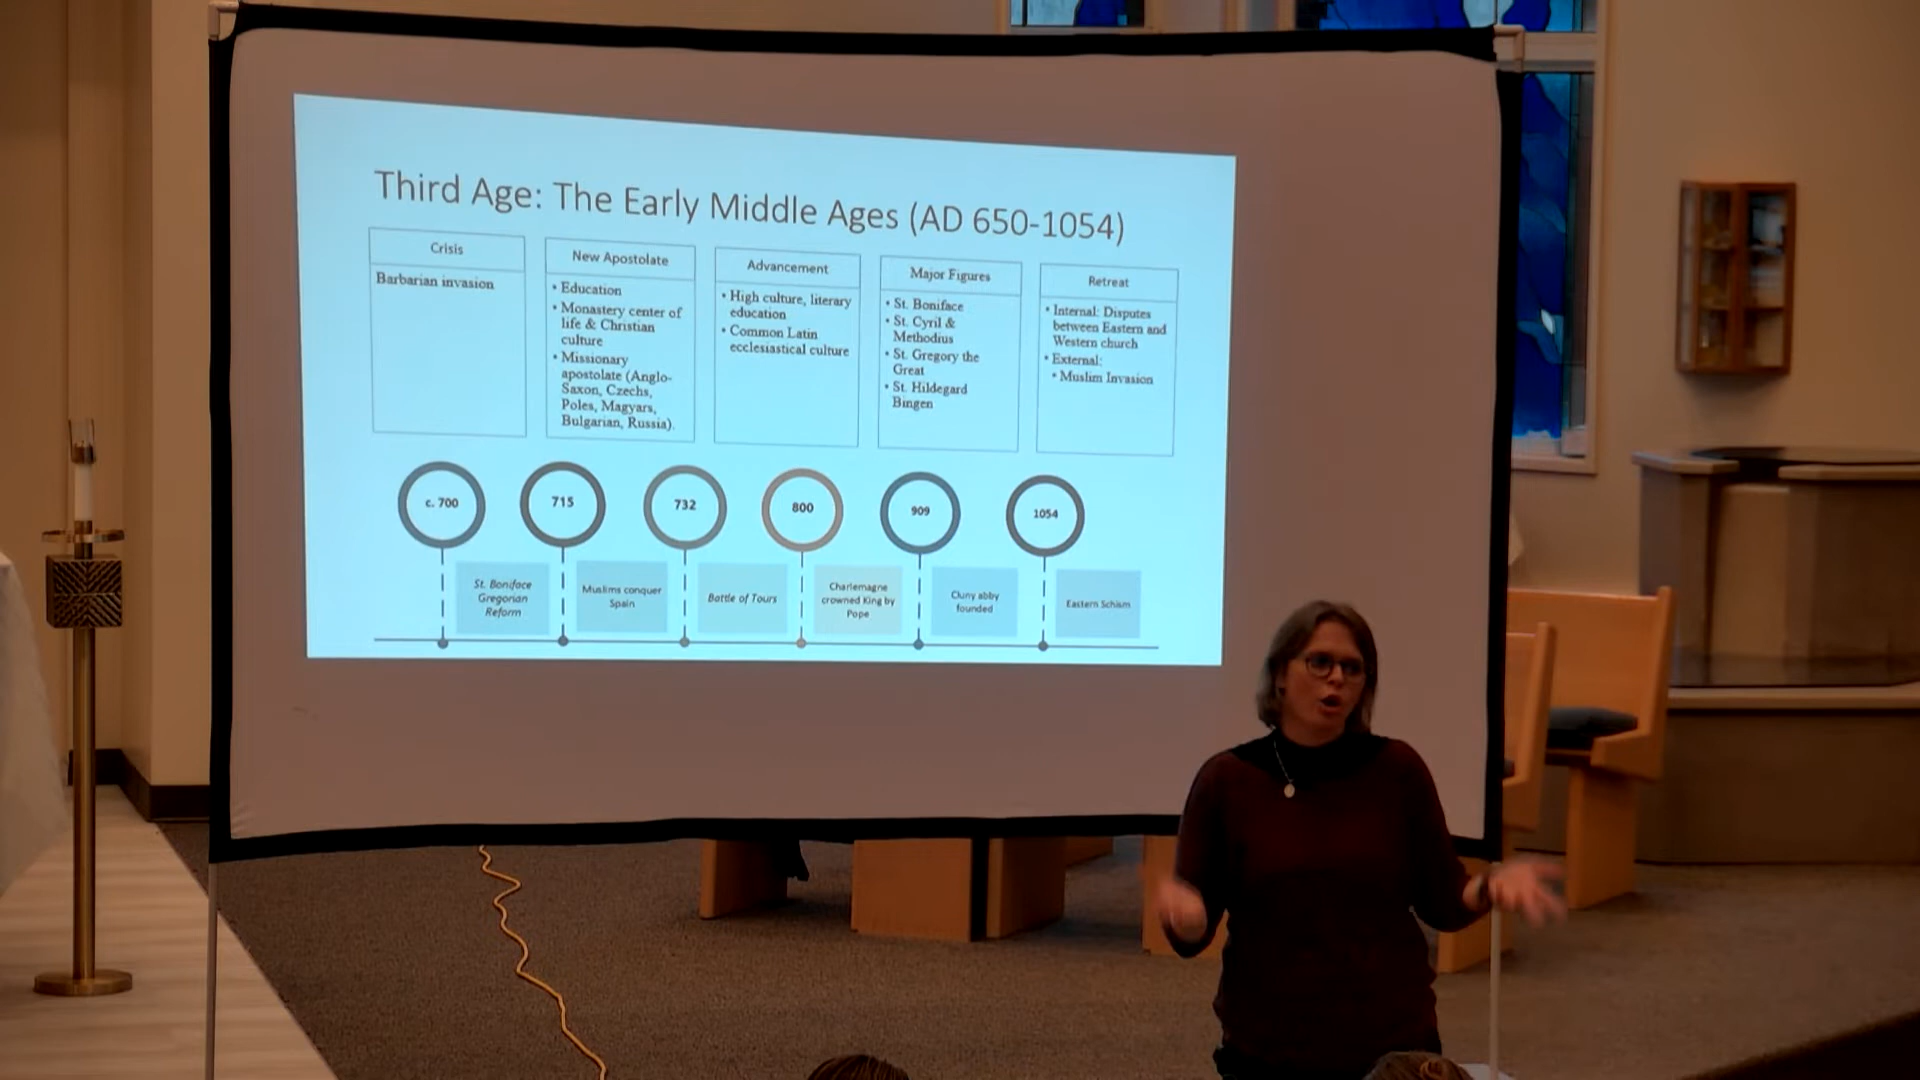 Third Age: The Early Middle Ages (AD 650-1054)
Crisis
Barbarian invasion
New Apostolate
• Education
• Monastery center of
life & Christian
culture
• Missionary
apostolate (Anglo-
Saxon, Czechs,
Poles, Magyars,
Bulgarian, Russia).
Advancement
• High culture, literary
education
• Common Latin
ecclesiastical culture
Major Figures
• St. Boniface
• St. Cyril &
Methodius
• St. Gregory the
Great
• St. Hildegard
Bingen
Retreat
• Internal: Disputes
between Eastern and
Western church
• External:
• Muslim Invasion
c. 700
715
732
800
909
1054
St. Boniface
Gregorian
Reform
Muslims conquer
Spain
Battle of Tours
Charlemagne
crowned King by
Pope
Cluny abby
founded
Eastern Schism